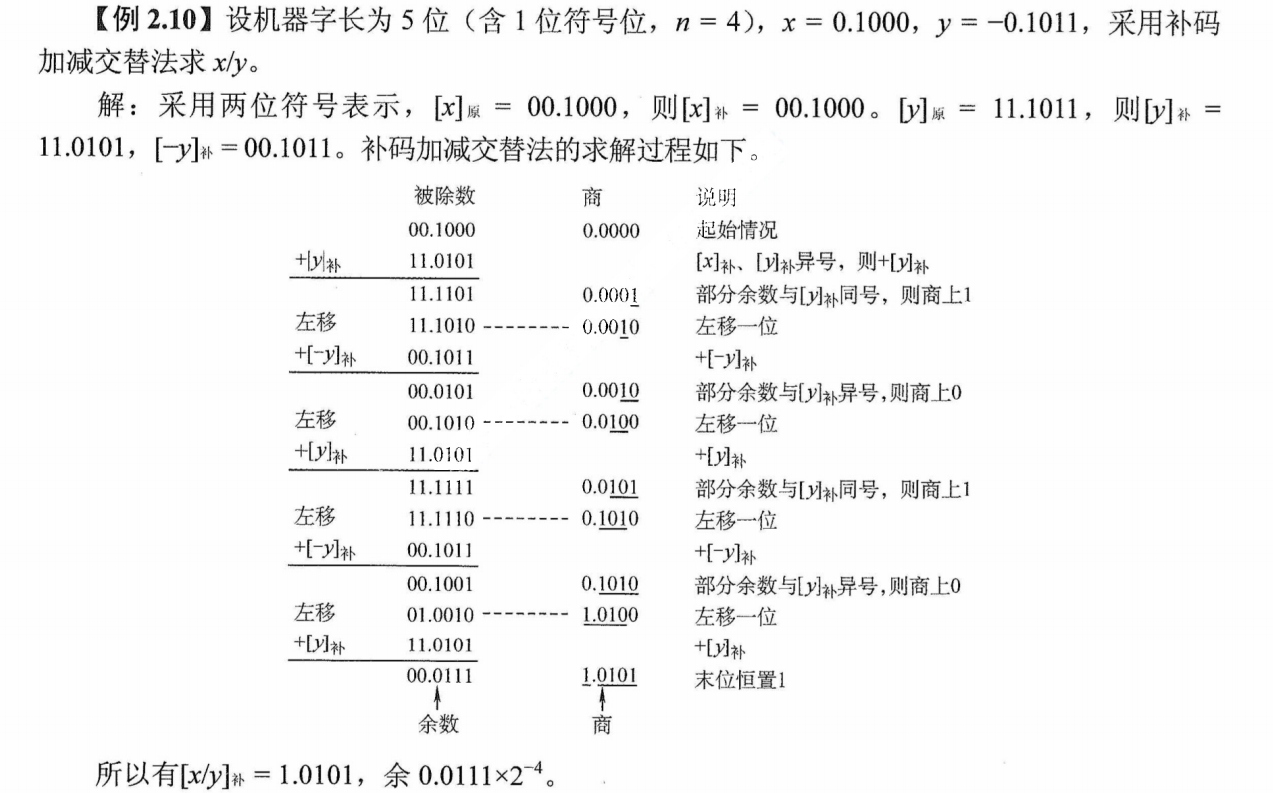 【例 2.10】设机器字长为 5 位（含 1 位符号位，n = 4），x = 0.1000，y = −0.1011，采用补码
加减交替法求 x/y。
解：采用两位符号表示，[x]原 = 00.1000，则[x]补 = 00.1000。[y]原 = 11.1011，则[y]补 =
11.0101，[−y]补 = 00.1011。补码加减交替法的求解过程如下。
被除数 商 说明
00.1000 0.0000 起始情况
+[y]补 11.0101 [x]补、[y]补异号，则+[y]补
11.1101 0.0001 部分余数与[y]补同号，则商上1
左移 11.1010 -------- 0.0010 左移一位
+[−y]补 00.1011 +[−y]补
00.0101 0.0010 部分余数与[y]补异号,则商上0
左移 00.1010 -------- 0.0100 左移一位
+[y]补 11.0101 +[y]补
11.1111 0.0101 部分余数与[y]补同号，则商上1
左移 11.1110 -------- 0.1010 左移一位
+[−y]补 00.1011 +[−y]补
00.1001 0.1010 部分余数与[y]补异号,则商上0
左移 01.0010 -------- 1.0100 左移一位
+[y]补 11.0101 +[y]补
00.0111 1.0101 末位恒置1
余数 商
所以有[x/y]补 = 1.0101，余 0.0111×2⁻⁴。